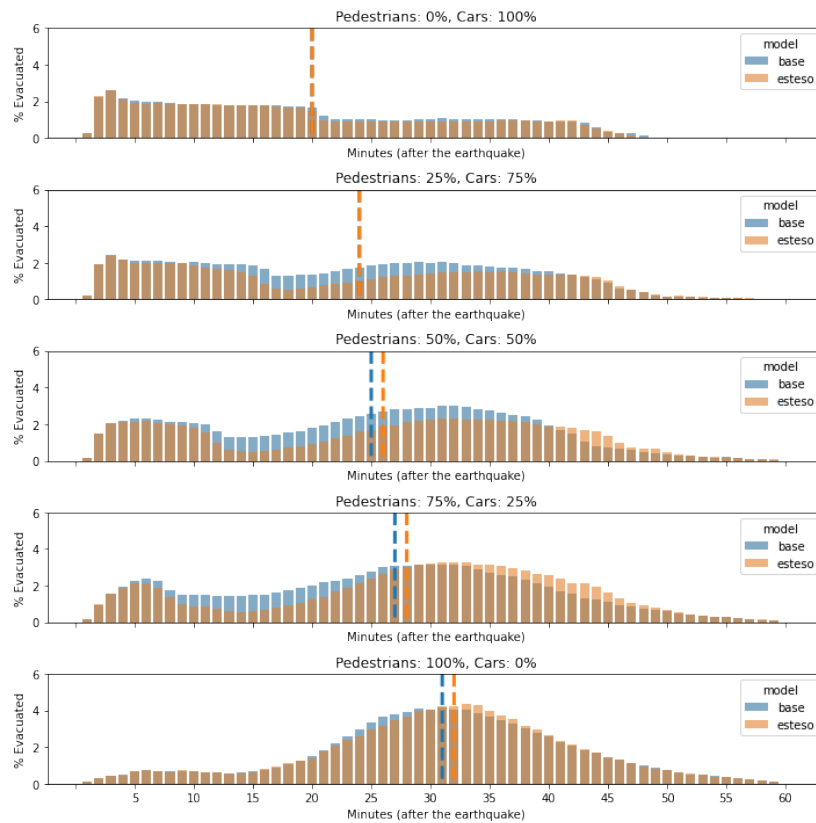 Pedestrians: 0%, Cars: 100%
6
4
2
0
% Evacuated
model
base
esteso
Minutes (after the earthquake)
Pedestrians: 25%, Cars: 75%
6
4
2
0
% Evacuated
model
base
esteso
Minutes (after the earthquake)
Pedestrians: 50%, Cars: 50%
6
4
2
0
% Evacuated
model
base
esteso
Minutes (after the earthquake)
Pedestrians: 75%, Cars: 25%
6
4
2
0
% Evacuated
model
base
esteso
Minutes (after the earthquake)
Pedestrians: 100%, Cars: 0%
6
4
2
0
% Evacuated
model
base
esteso
5 10 15 20 25 30 35 40 45 50 55 60
Minutes (after the earthquake)